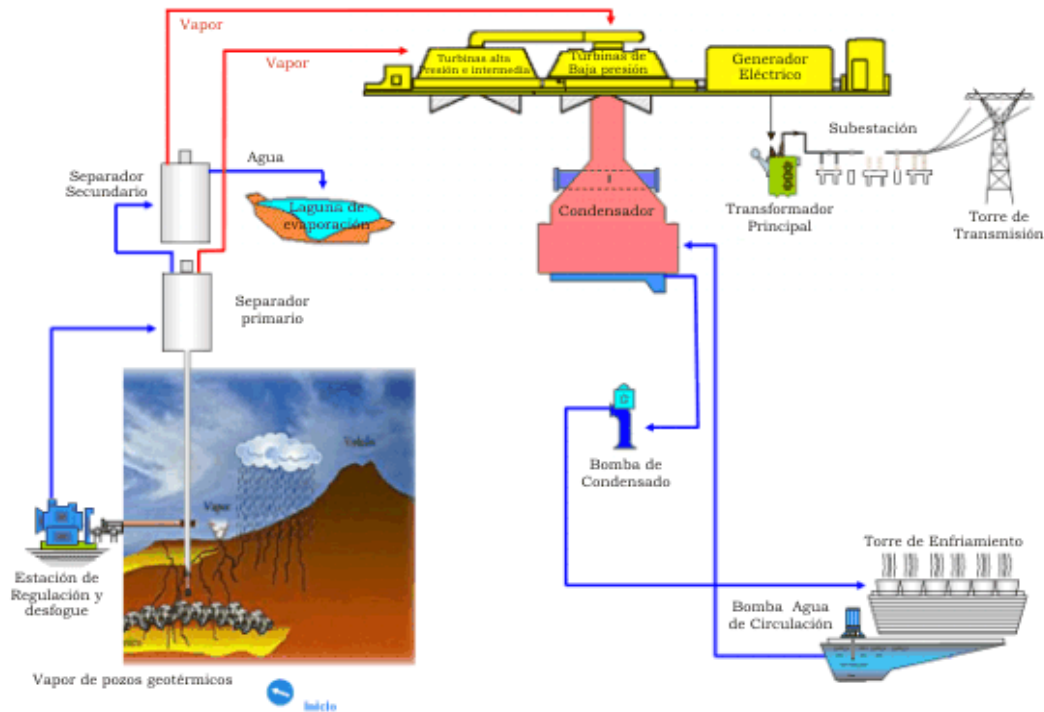 Vapor
Vapor
Turbinas alta
Presión e intermedia
Turbinas de
Baja presión
Generador
Eléctrico
Subestación
Transformador
Principal
Torre de
Transmisión
Separador
Secundario
Agua
Laguna de
evaporación
Condensador
Separador
primario
Vapor
Bomba de
Condensado
Torre de Enfriamiento
Bomba Agua
de Circulación
Estación de
Regulación y
desfogue
Vapor de pozos geotérmicos
Inicio